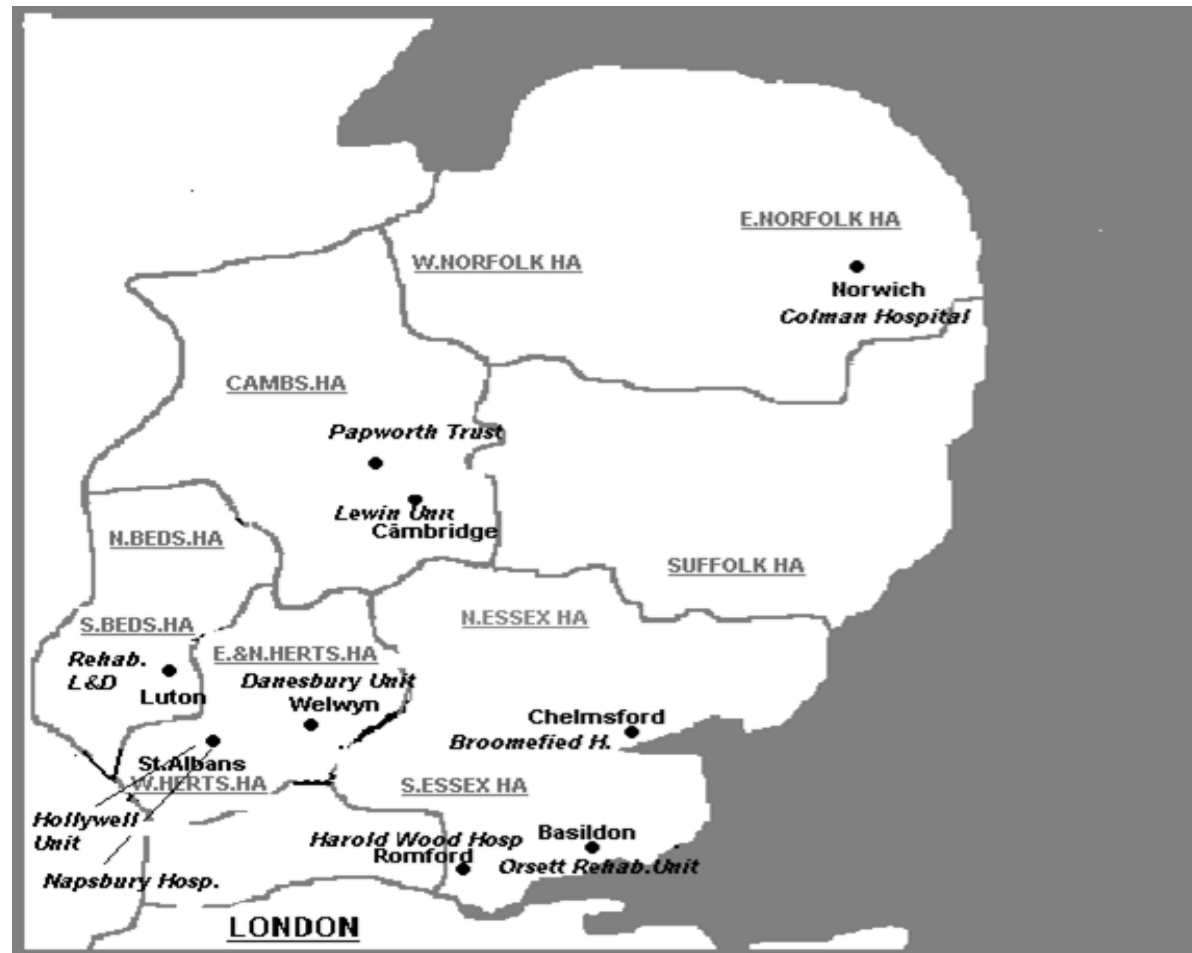 E.NORFOLK HA
W.NORFOLK HA
Norwich
Colman Hospital
CAMBS.HA
Papworth Trust
Lewin Unit
Cambridge
N.BEDS.HA
SUFFOLK HA
N.ESSEX HA
S.BEDS.HA
E.&N.HERTS.HA
Rehab.
L&D
Danesbury Unit
Luton
Welwyn
Chelmsford
Broomefied H.
St.Albans
W.HERTS.HA
S.ESSEX HA
Hollywell
Unit
Harold Wood Hosp
Basildon
Romford
Orsett Rehab.Unit
Napsbury Hosp.
LONDON